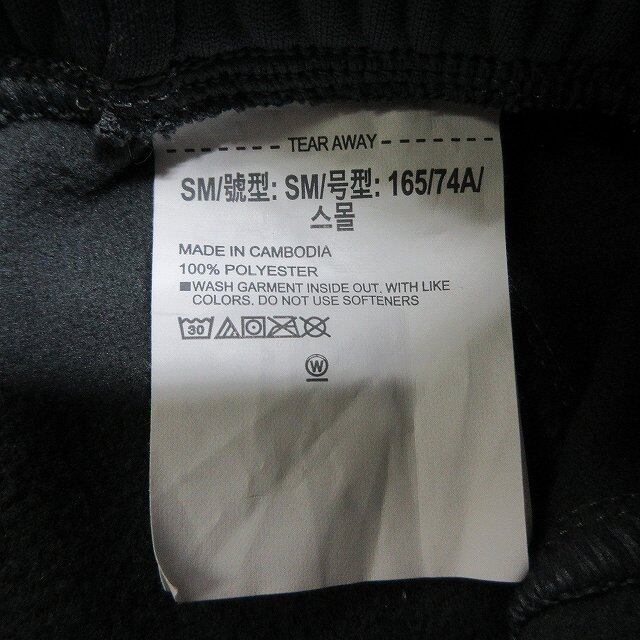 TEAR AWAY
SM/號型: SM/号型: 165/74A/
스몰
MADE IN CAMBODIA
100% POLYESTER
■WASH GARMENT INSIDE OUT, WITH LIKE
COLORS. DO NOT USE SOFTENERS
30
W